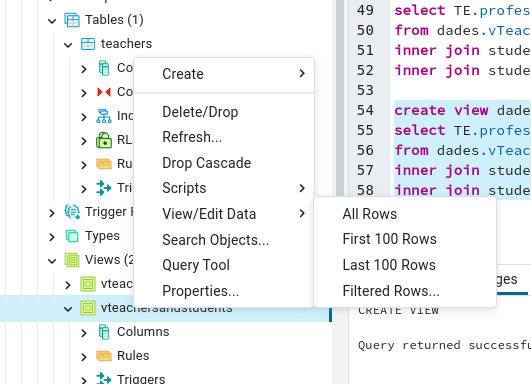 Tables (1)
teachers
Co
Co
Inc
RL
Ru
Tri
Trigger F
Types
Views (2
vteac
vteachersandstudents
Columns
Rules
Triggers
Create
Delete/Drop
Refresh...
Drop Cascade
Scripts
View/Edit Data
Search Objects...
Query Tool
Properties...
All Rows
First 100 Rows
Last 100 Rows
Filtered Rows...
49 select TE.profes
50 from dades.vTeac
51 inner join stude
52 inner join stude
53
54 create view dade
55 select TE.profes
56 from dades.vTeac
57 inner join stude
58 inner join stude
ges
CREATE VIEW
Query returned successfu